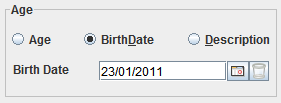 Age
Age BirthDate Description
Birth Date 23/01/2011